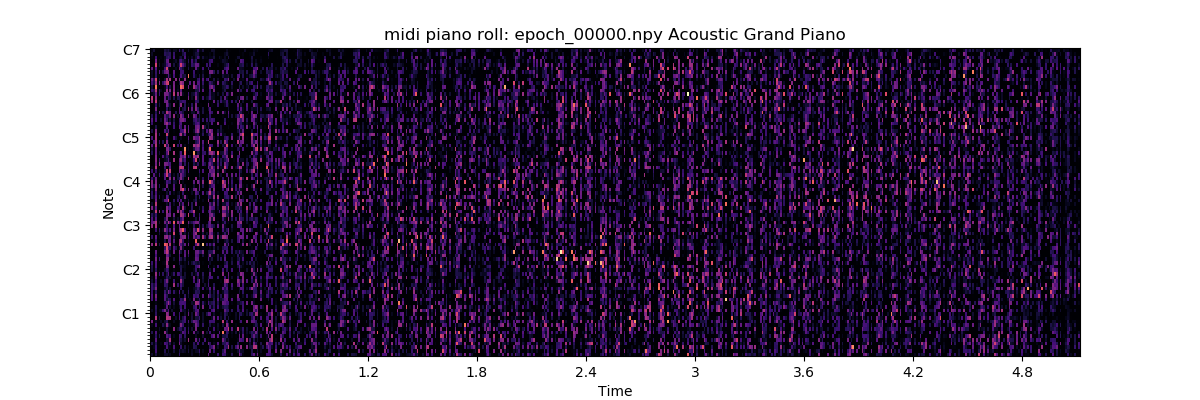 midi piano roll: epoch_00000.npy Acoustic Grand Piano
C7
C6
C5
C4
C3
C2
C1
Note
0 0.6 1.2 1.8 2.4 3 3.6 4.2 4.8
Time